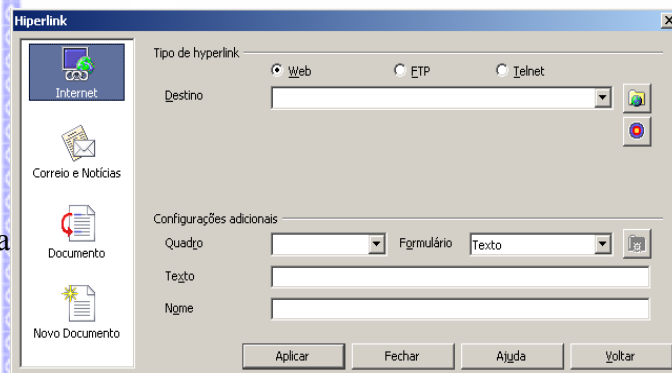 Hiperlink
Internet
Correio e Notícias
Documento
Novo Documento
Tipo de hyperlink
Web FTP Telnet
Destino
Configurações adicionais
Quadro Formulário Texto
Texto
Nome
Aplicar Fechar Ajuda Voltar
a